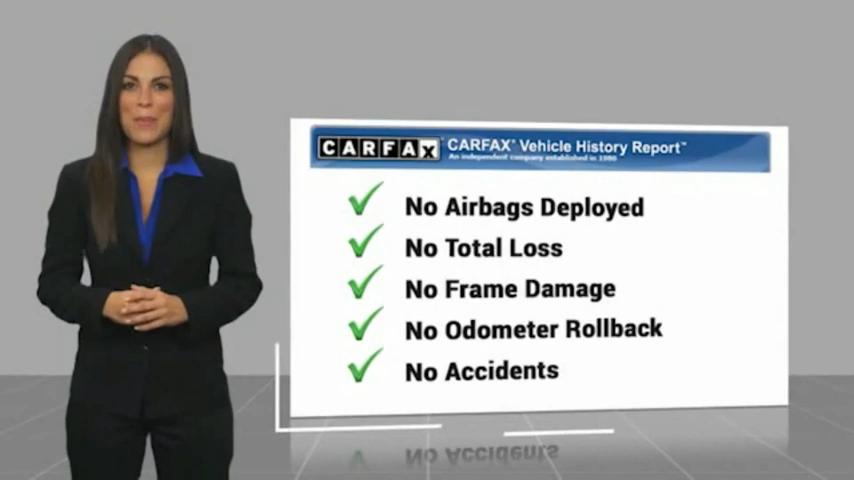 CARFAX CARFAX® Vehicle History Report™
An independent company established in 1986
No Airbags Deployed
No Total Loss
No Frame Damage
No Odometer Rollback
No Accidents
No Accidents